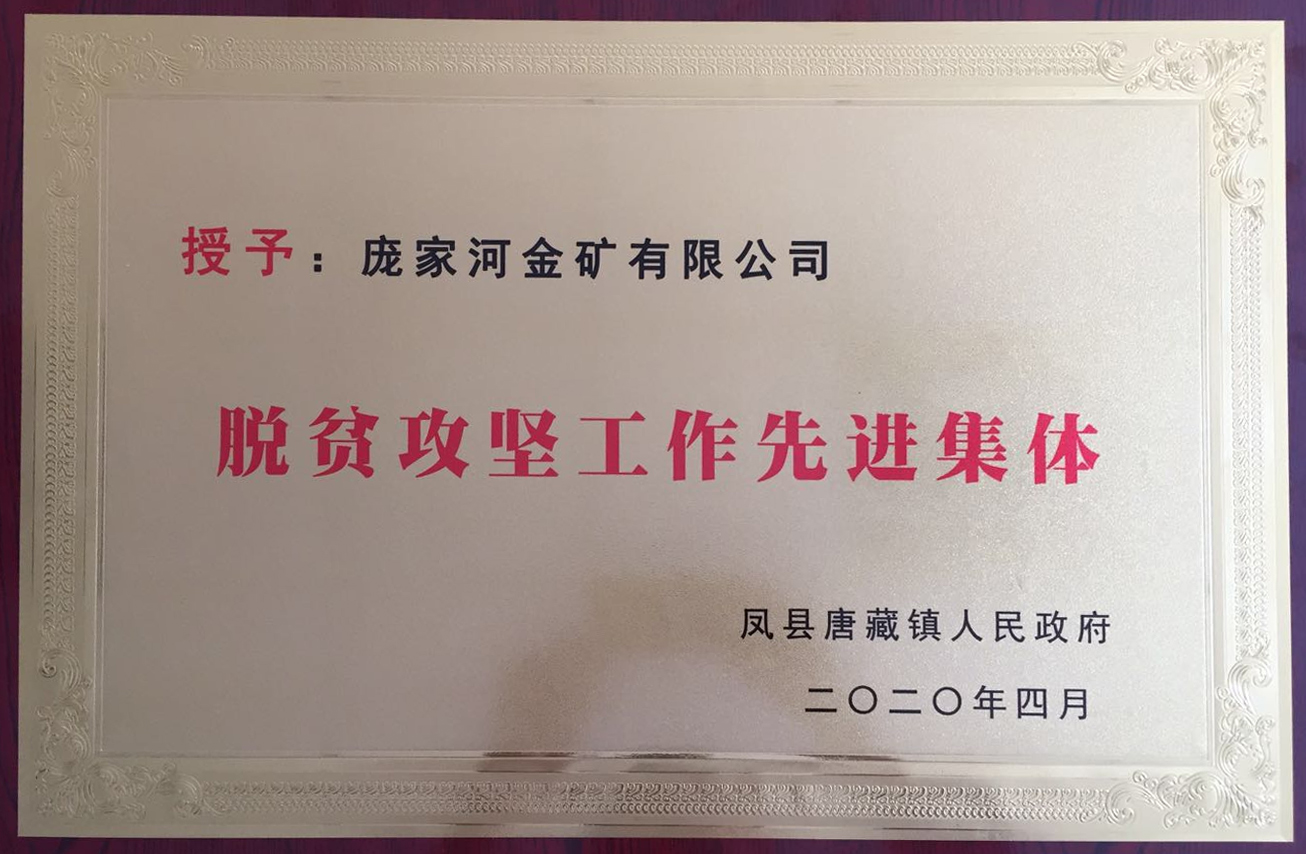 授予：庞家河金矿有限公司
脱贫攻坚工作先进集体
凤县唐藏镇人民政府
二〇二〇年四月